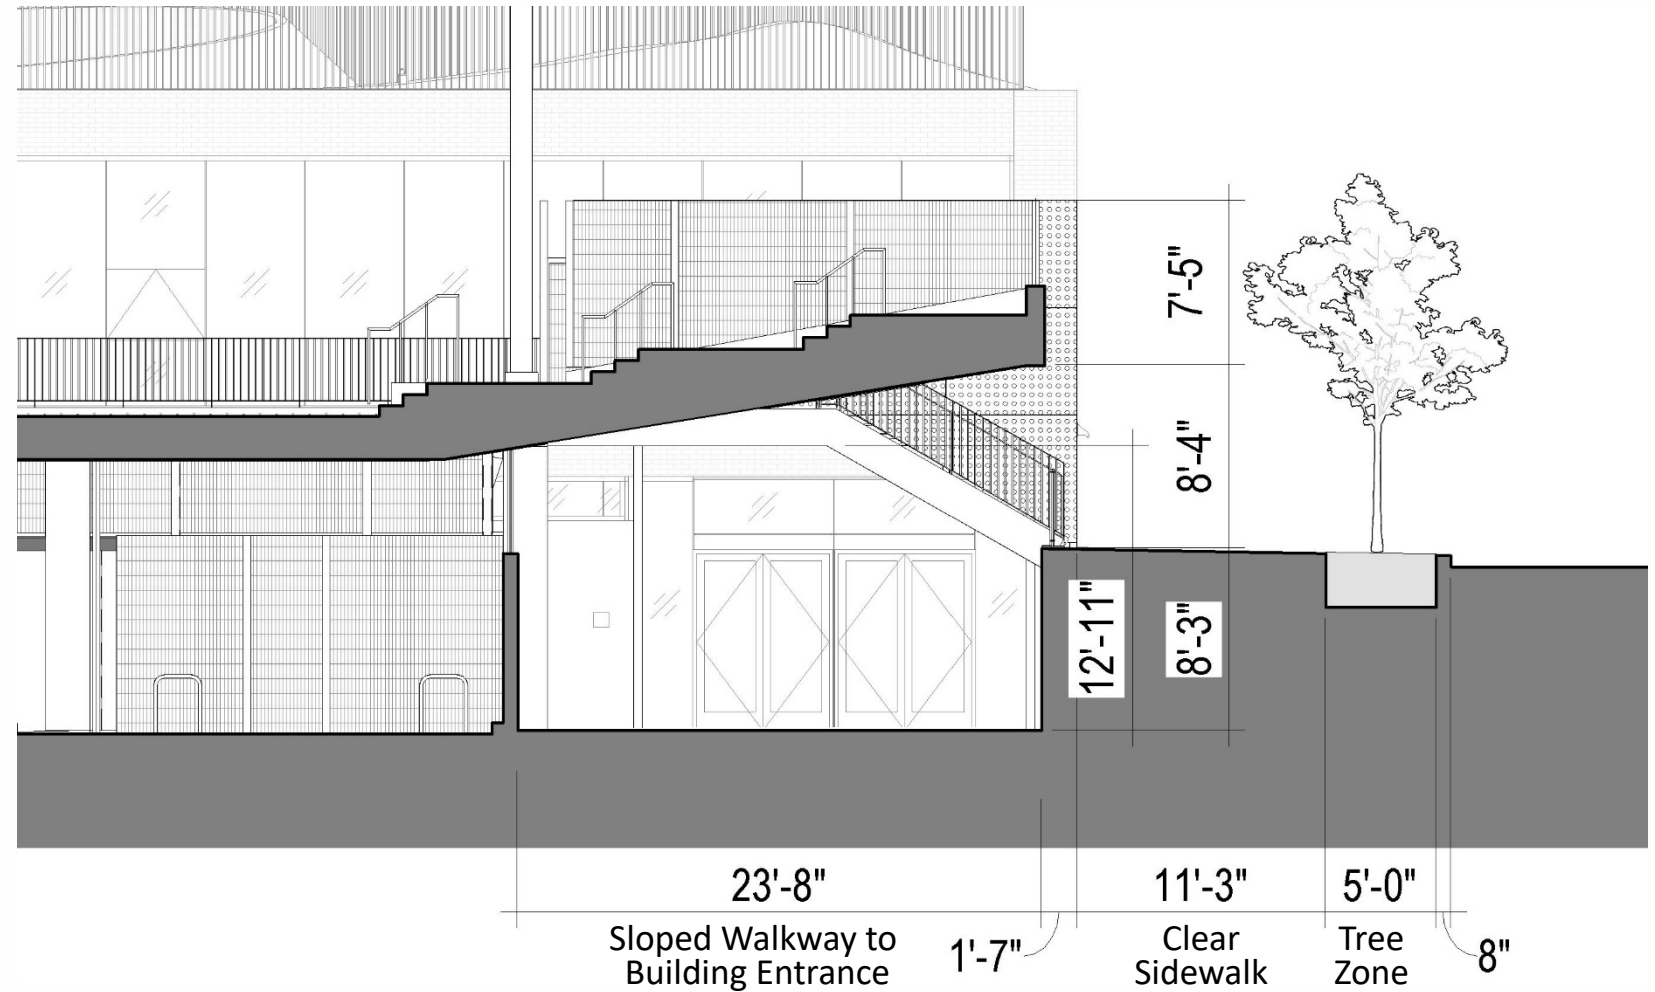 7'-5"
8'-4"
12'-11"
8'-3"
23'-8"
11'-3"
5'-0"
Sloped Walkway to
Building Entrance
1'-7"
Clear
Sidewalk
Tree
Zone
8"